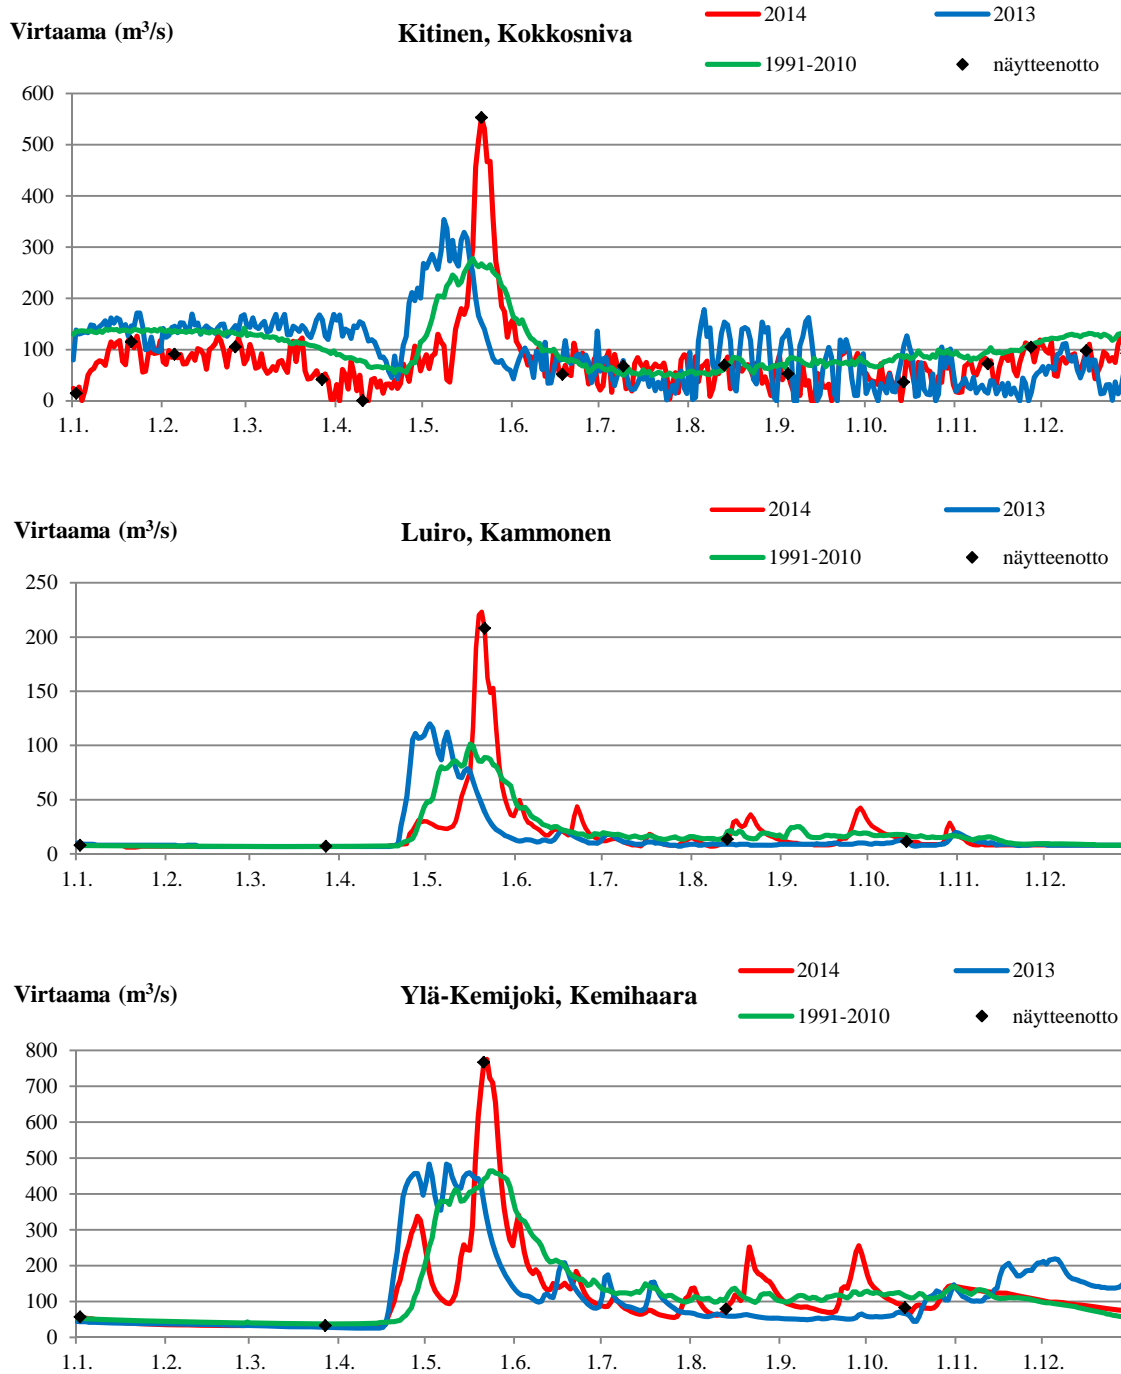 2014 2013
Virtaama (m³/s) Kitinen, Kokkosniva
1991-2010 näytteenotto
600
500
400
300
200
100
0
1.1. 1.2. 1.3. 1.4. 1.5. 1.6. 1.7. 1.8. 1.9. 1.10. 1.11. 1.12.
2014 2013
Virtaama (m³/s) Luiro, Kammonen
1991-2010 näytteenotto
250
200
150
100
50
0
1.1. 1.2. 1.3. 1.4. 1.5. 1.6. 1.7. 1.8. 1.9. 1.10. 1.11. 1.12.
2014 2013
Virtaama (m³/s) Ylä-Kemijoki, Kemihaara
1991-2010 näytteenotto
800
700
600
500
400
300
200
100
0
1.1. 1.2. 1.3. 1.4. 1.5. 1.6. 1.7. 1.8. 1.9. 1.10. 1.11. 1.12.